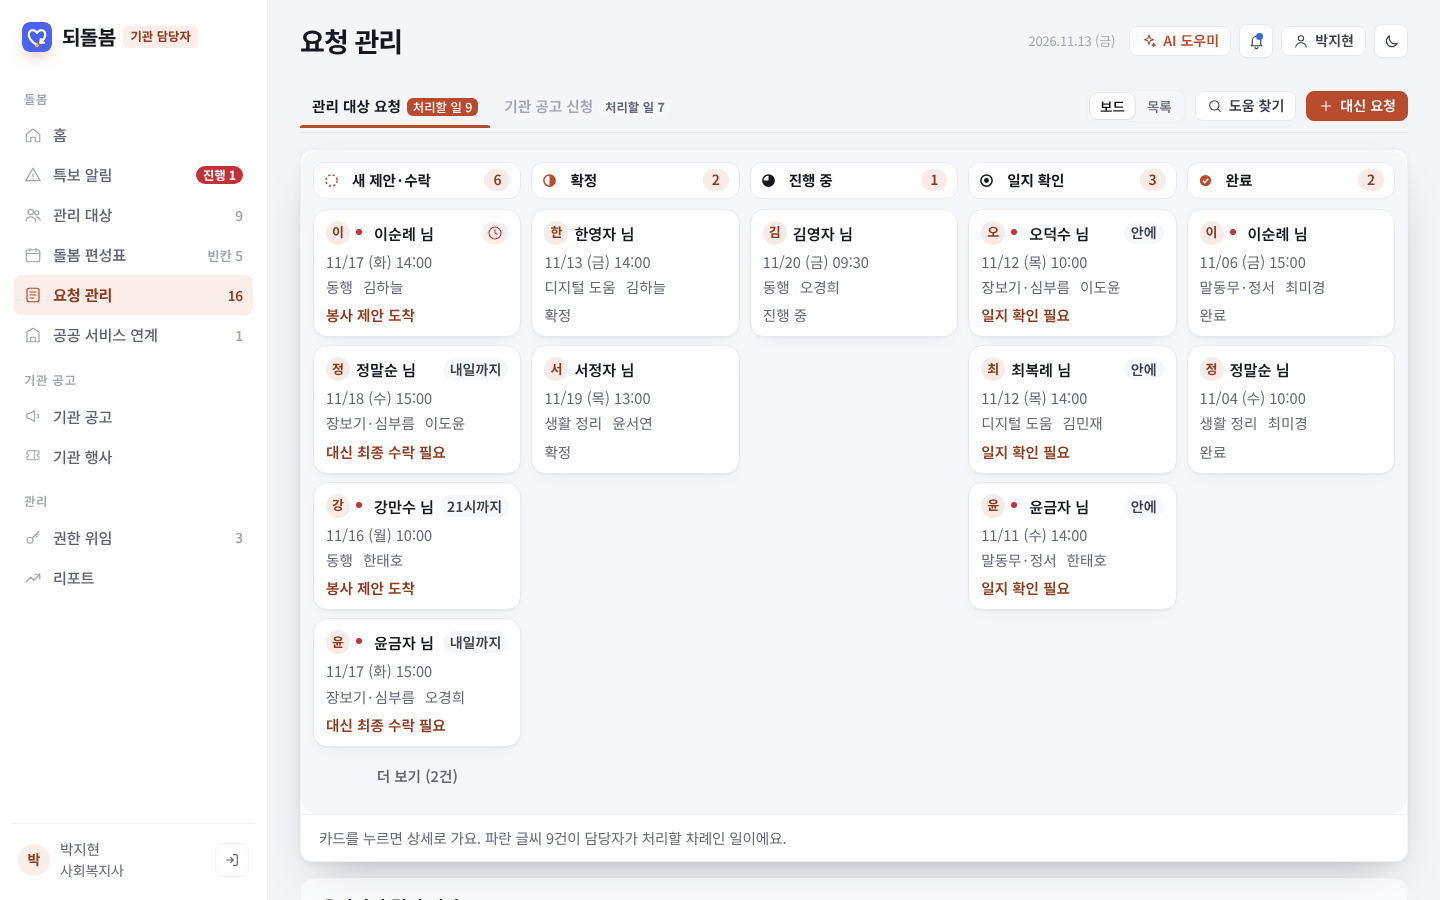 되돌봄 기관 담당자
돌봄
홈
특보 알림 진행 1
관리 대상 9
돌봄 편성표 빈칸 5
요청 관리 16
공공 서비스 연계 1
기관 공고
기관 공고
기관 행사
관리
권한 위임 3
리포트
박 박지현
사회복지사
요청 관리
2026.11.13 (금) AI 도우미 박지현
관리 대상 요청 처리할 일 9 기관 공고 신청 처리할 일 7
보드 목록 도움 찾기 대신 요청
새 제안·수락 6
이 이순례 님
11/17 (화) 14:00
동행 김하늘
봉사 제안 도착
정 정말순 님 내일까지
11/18 (수) 15:00
장보기·심부름 이도윤
대신 최종 수락 필요
강 강만수 님 21시까지
11/16 (월) 10:00
동행 한태호
봉사 제안 도착
윤 윤금자 님 내일까지
11/17 (화) 15:00
장보기·심부름 오경희
대신 최종 수락 필요
더 보기 (2건)
확정 2
한 한영자 님
11/13 (금) 14:00
디지털 도움 김하늘
확정
서 서정자 님
11/19 (목) 13:00
생활 정리 윤서연
확정
진행 중 1
김 김영자 님
11/20 (금) 09:30
동행 오경희
진행 중
일지 확인 3
오 오덕수 님 안에
11/12 (목) 10:00
장보기·심부름 이도윤
일지 확인 필요
최 최복례 님 안에
11/12 (목) 14:00
디지털 도움 김민재
일지 확인 필요
윤 윤금자 님 안에
11/11 (수) 14:00
말동무·정서 한태호
일지 확인 필요
완료 2
이 이순례 님
11/06 (금) 15:00
말동무·정서 최미경
완료
정 정말순 님
11/04 (수) 10:00
생활 정리 최미경
완료
카드를 누르면 상세로 가요. 파란 글씨 9건이 담당자가 처리할 차례인 일이에요.